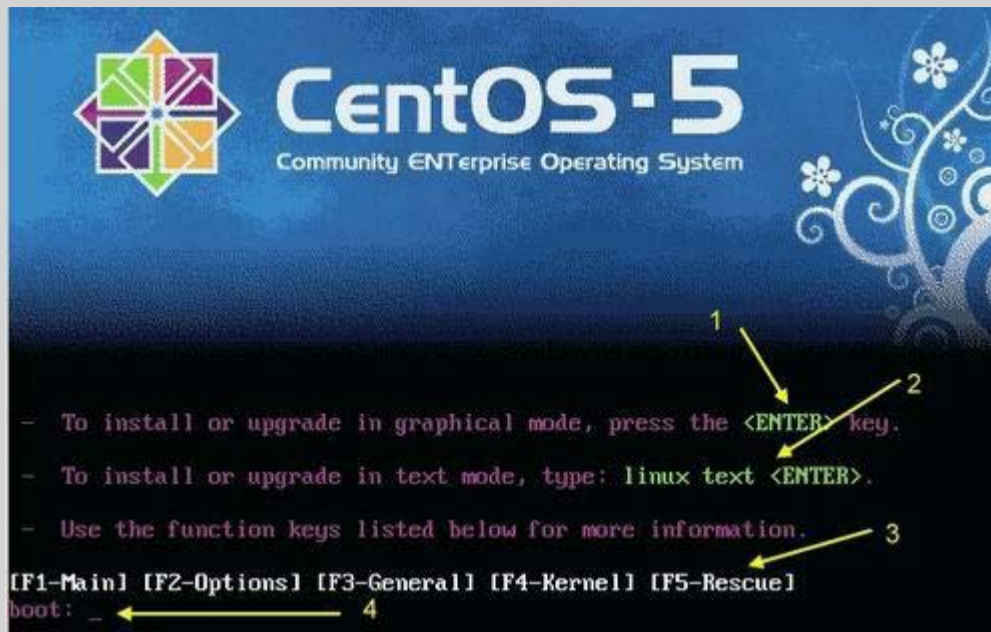 CentOS-5
Community ENTerprise Operating System
1
2
- To install or upgrade in graphical mode, press the <ENTER> key.
- To install or upgrade in text mode, type: linux text <ENTER>.
- Use the function keys listed below for more information.
3
[F1-Main] [F2-Options] [F3-General] [F4-Kernel] [F5-Rescue]
boot: _
4